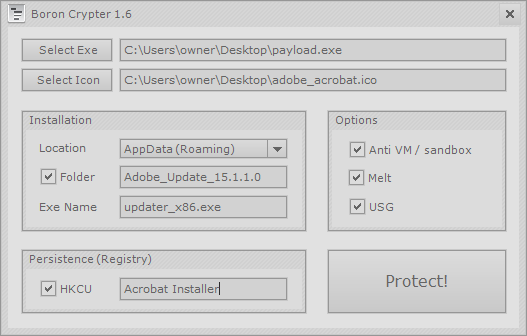 Boron Crypter 1.6
Select Exe C:\Users\owner\Desktop\payload.exe
Select Icon C:\Users\owner\Desktop\adobe_acrobat.ico
Installation
Location AppData (Roaming)
Folder Adobe_Update_15.1.1.0
Exe Name updater_x86.exe
Options
Anti VM / sandbox
Melt
USG
Persistence (Registry)
HKCU Acrobat Installer
Protect!